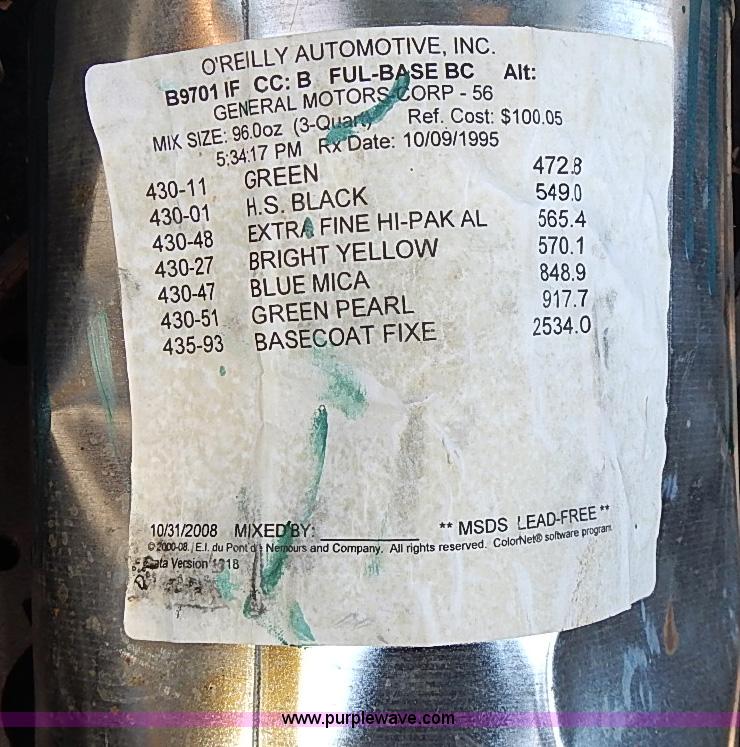 O'REILLY AUTOMOTIVE, INC.
B9701 IF CC: B FUL-BASE BC Alt:
GENERAL MOTORS CORP - 56
MIX SIZE: 96.0oz (3-Quart) Ref. Cost: $100.05
5:34:17 PM Rx Date: 10/09/1995
430-11 GREEN 472.8
430-01 H.S. BLACK 549.0
430-48 EXTRA FINE HI-PAK AL 565.4
430-27 BRIGHT YELLOW 570.1
430-47 BLUE MICA 848.9
430-51 GREEN PEARL 917.7
435-93 BASECOAT FIXE 2534.0
10/31/2008 MIXED BY: ____________ ** MSDS LEAD-FREE **
© 2000-08. E.I. du Pont de Nemours and Company. All rights reserved. ColorNet® software program.
Data Version
www.purplewave.com